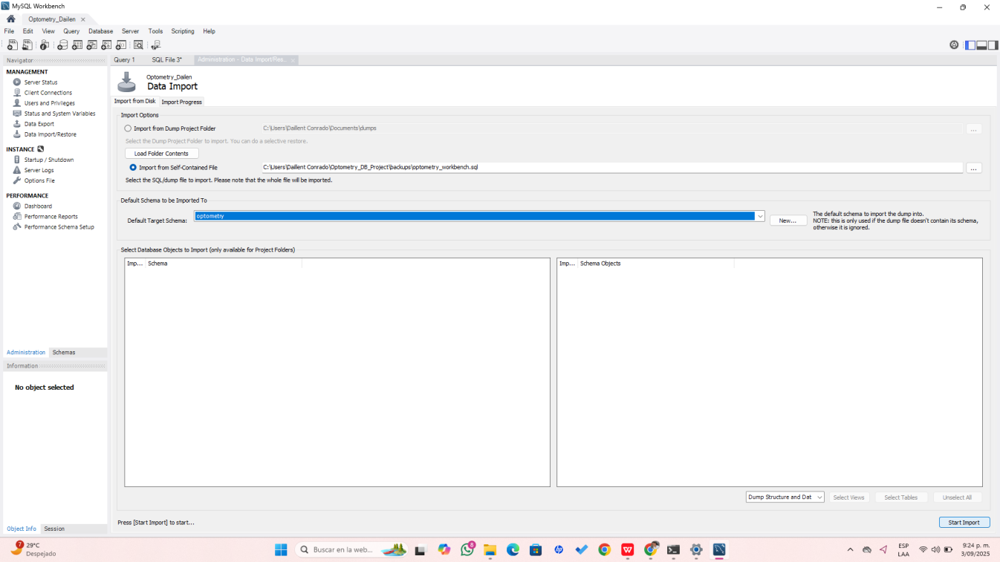 MySQL Workbench
Optometry_Dailen
File Edit View Query Database Server Tools Scripting Help
Navigator
MANAGEMENT
Server Status
Client Connections
Users and Privileges
Status and System Variables
Data Export
Data Import/Restore
INSTANCE
Startup / Shutdown
Server Logs
Options File
PERFORMANCE
Dashboard
Performance Reports
Performance Schema Setup
Administration Schemas
Information
No object selected
Object Info Session
Query 1 SQL File 3* Administration - Data Import/Res...
Optometry_Dailen
Data Import
Import from Disk Import Progress
Import Options
Import from Dump Project Folder C:\Users\Daillent Conrado\Documents\dumps ...
Select the Dump Project Folder to import. You can do a selective restore.
Load Folder Contents
Import from Self-Contained File C:\Users\Daillent Conrado\Optometry_DB_Project\backups\optometry_workbench.sql ...
Select the SQL/dump file to import. Please note that the whole file will be imported.
Default Schema to be Imported To
Default Target Schema: optometry New...
The default schema to import the dump into.
NOTE: this is only used if the dump file doesn't contain its schema,
otherwise it is ignored.
Select Database Objects to Import (only available for Project Folders)
Imp... Schema
Imp... Schema Objects
Dump Structure and Dat Select Views Select Tables Unselect All
Press [Start Import] to start...
Start Import
7
29°C
Despejado
Buscar en la web...
8
ESP
LAA
9:24 p. m.
3/09/2025